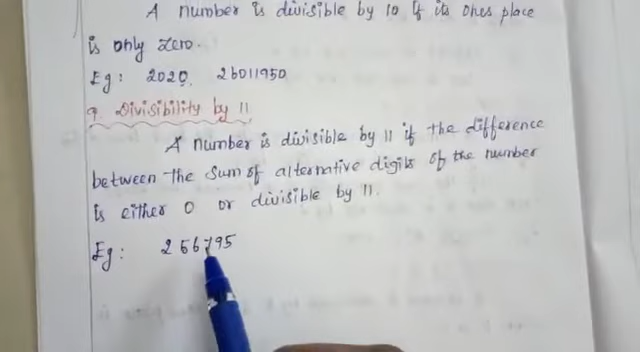 A number is divisible by 10 if its ones place
is only zero.
Eg: 2020, 26011950
9. Divisibility by 11
A number is divisible by 11 if the difference
between the sum of alternative digits of the number
is either 0 or divisible by 11.
Eg: 256795